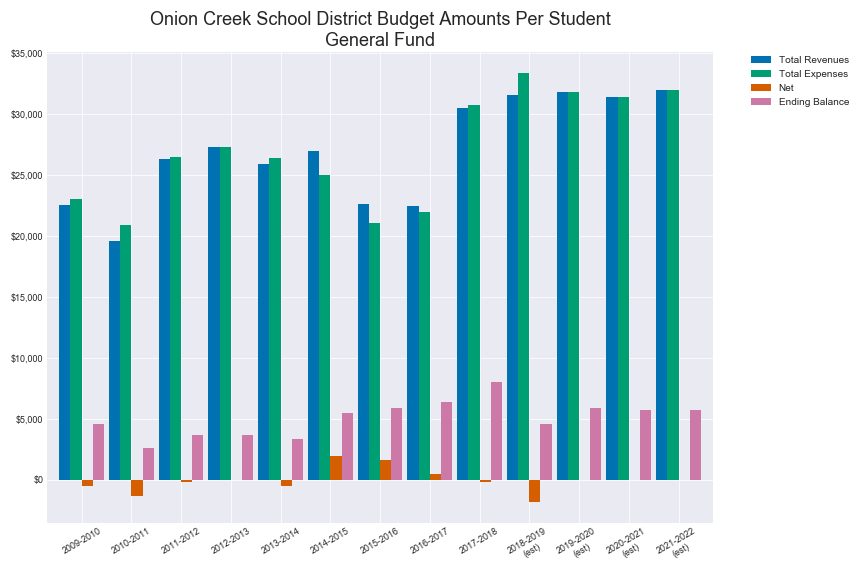 Onion Creek School District Budget Amounts Per Student
General Fund
$35,000
$30,000
$25,000
$20,000
$15,000
$10,000
$5,000
$0
Total Revenues
Total Expenses
Net
Ending Balance
2009-2010
2010-2011
2011-2012
2012-2013
2013-2014
2014-2015
2015-2016
2016-2017
2017-2018
2018-2019
(est)
2019-2020
(est)
2020-2021
(est)
2021-2022
(est)